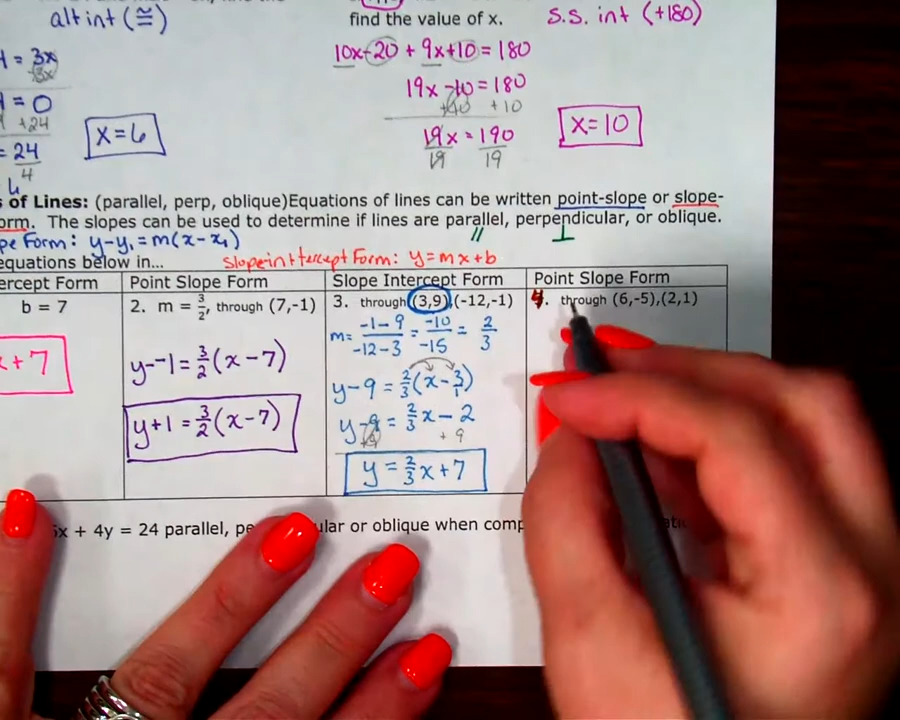 alt int (≅)
find the value of x.
S.S. int (+180)
= 3x
+3x
= 0
+24
= 24
4
x = 6
10x-20 + 9x+10 = 180
19x -10 = 180
+10 +10
19x = 190
19 19
x = 10
of Lines: (parallel, perp, oblique)Equations of lines can be written point-slope or slope-
orm. The slopes can be used to determine if lines are parallel, perpendicular, or oblique.
// ⊥
pe Form: y-y₁ = m(x-x₁)
equations below in...
Slope intercept Form: y=mx+b
ercept Form
b = 7
x + 7
Point Slope Form
2. m = 3/2, through (7,-1)
y--1 = 3/2(x-7)
y+1 = 3/2(x-7)
Slope Intercept Form
3. through (3,9),(-12,-1)
m= -1-9/-12-3 = -10/-15 = 2/3
y-9 = 2/3(x-3/1)
y-9 = 2/3x-2
+9 +9
y = 2/3x+7
Point Slope Form
4. through (6,-5),(2,1)
x + 4y = 24 parallel, pe ular or oblique when comp